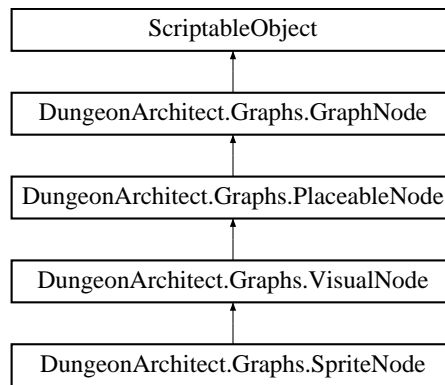 ScriptableObject
DungeonArchitect.Graphs.GraphNode
DungeonArchitect.Graphs.PlaceableNode
DungeonArchitect.Graphs.VisualNode
DungeonArchitect.Graphs.SpriteNode